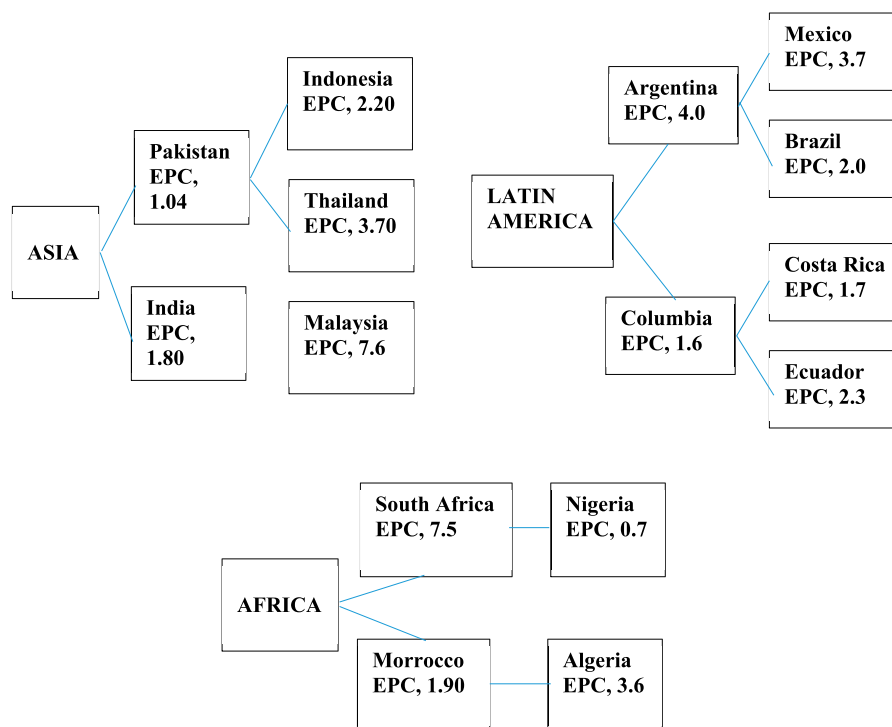 ASIA
Pakistan
EPC,
1.04
India
EPC,
1.80
Indonesia
EPC, 2.20
Thailand
EPC, 3.70
Malaysia
EPC, 7.6
LATIN
AMERICA
Argentina
EPC, 4.0
Columbia
EPC, 1.6
Mexico
EPC, 3.7
Brazil
EPC, 2.0
Costa Rica
EPC, 1.7
Ecuador
EPC, 2.3
AFRICA
South Africa
EPC, 7.5
Nigeria
EPC, 0.7
Morrocco
EPC, 1.90
Algeria
EPC, 3.6